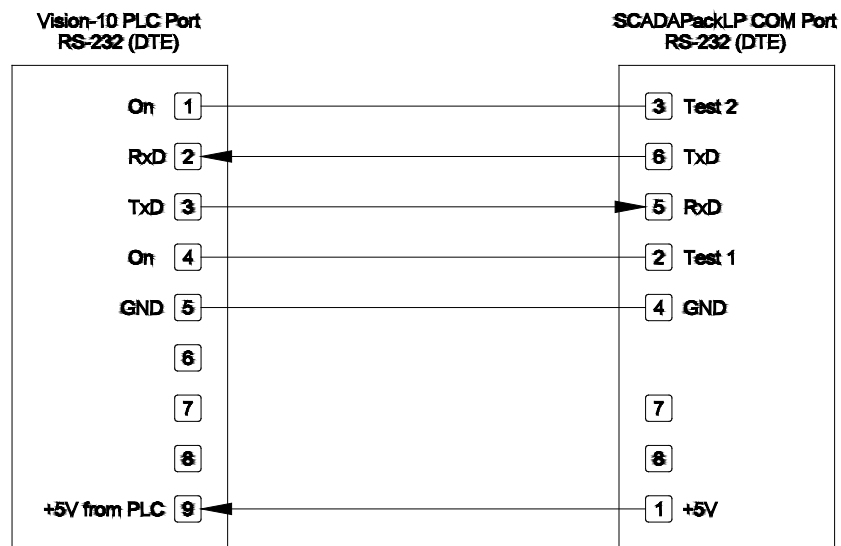 Vision-10 PLC Port
RS-232 (DTE)
SCADAPackLP COM Port
RS-232 (DTE)
On 1 3 Test 2
RxD 2 6 TxD
TxD 3 5 RxD
On 4 2 Test 1
GND 5 4 GND
6
7 7
8 8
+5V from PLC 9 1 +5V